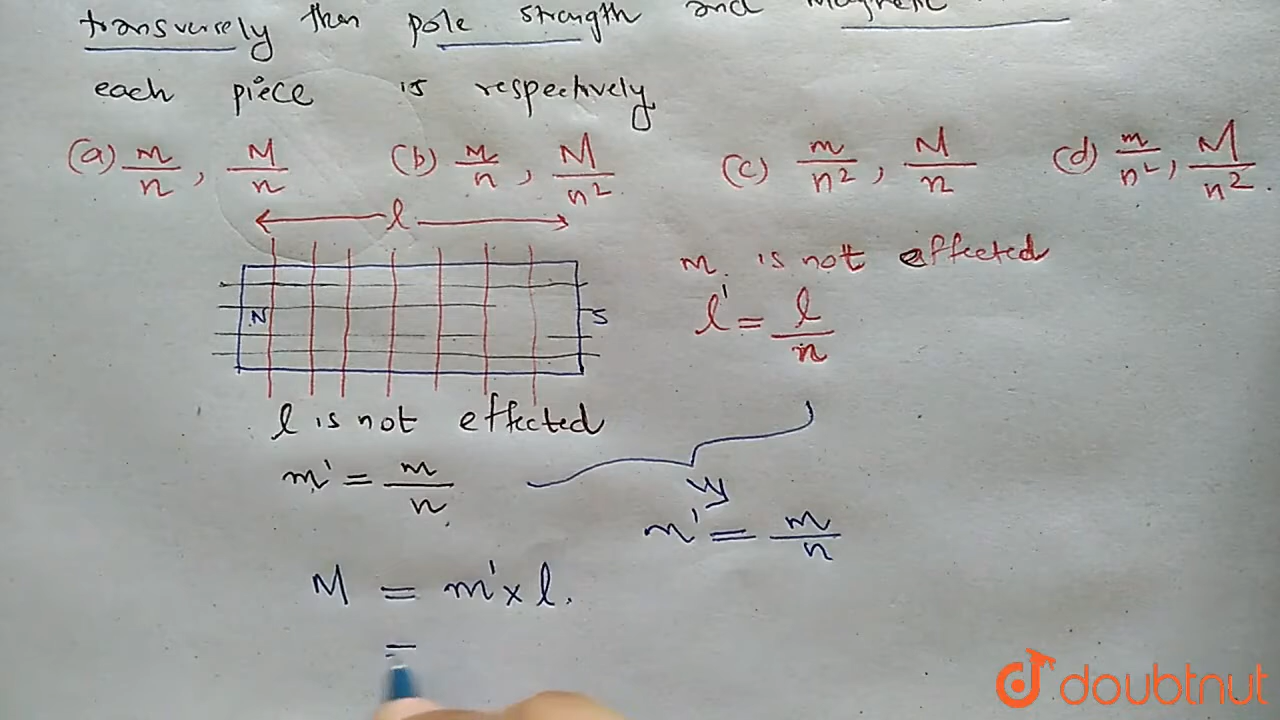 transversely then pole strength and Magnetic
each piece is respectively
(a) m/n, M/n (b) m/n, M/n² (c) m/n², M/n (d) m/n², M/n².
l
m is not effected
N S
l' = l/n
l is not effected
m' = m/n
m' = m/n
M = m' × l.
=
doubtnut